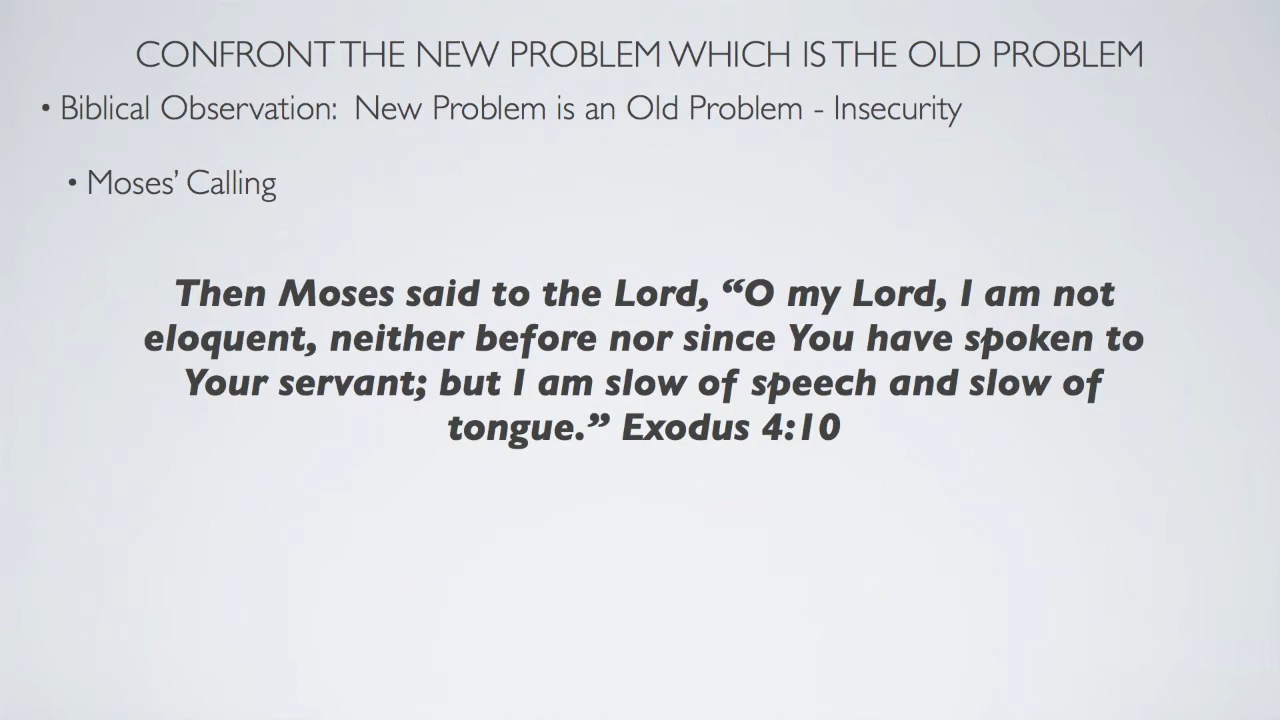 CONFRONT THE NEW PROBLEM WHICH IS THE OLD PROBLEM
• Biblical Observation:  New Problem is an Old Problem - Insecurity
• Moses’ Calling
Then Moses said to the Lord, “O my Lord, I am not
eloquent, neither before nor since You have spoken to
Your servant; but I am slow of speech and slow of
tongue.” Exodus 4:10